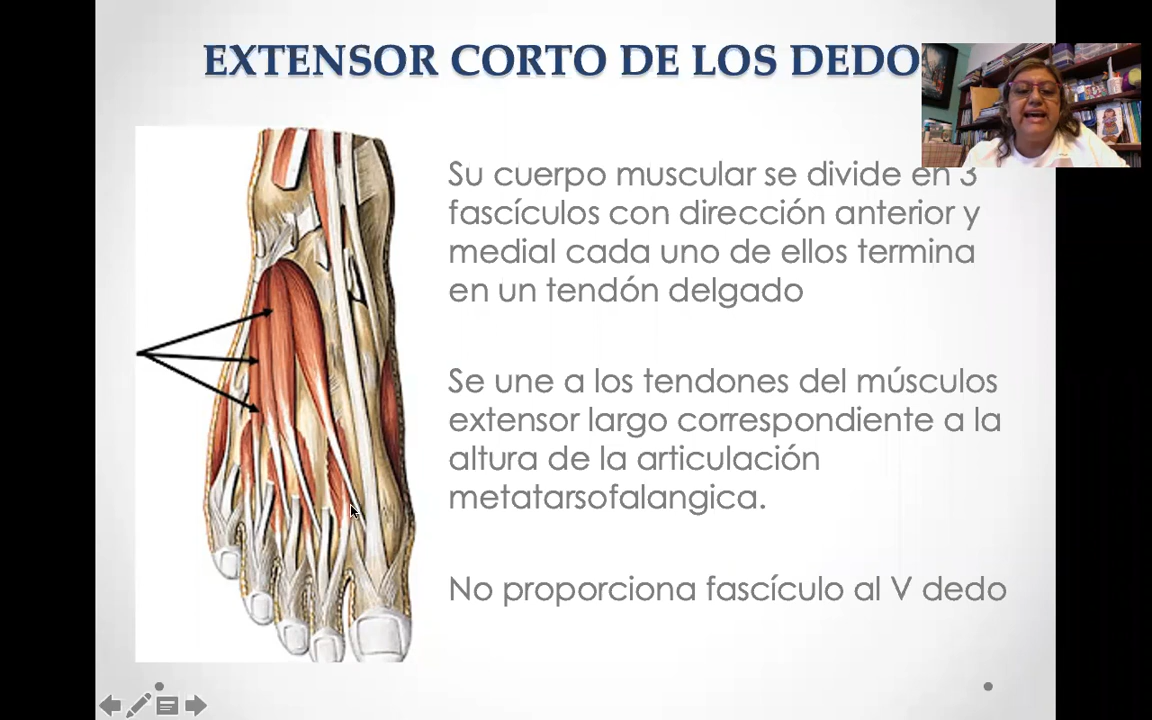 EXTENSOR CORTO DE LOS DEDO
Su cuerpo muscular se divide en 3
fascículos con dirección anterior y
medial cada uno de ellos termina
en un tendón delgado
Se une a los tendones del músculos
extensor largo correspondiente a la
altura de la articulación
metatarsofalangica.
No proporciona fascículo al V dedo